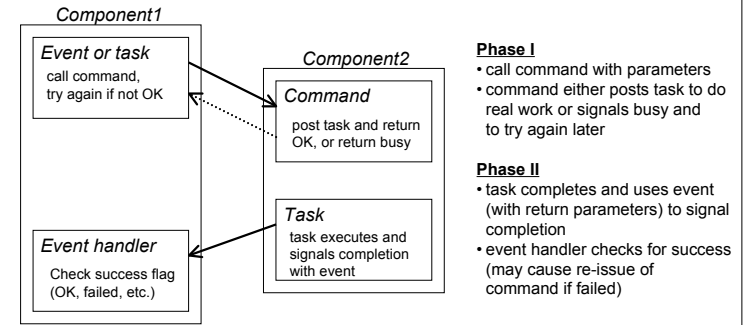 Component1
Event or task
call command,
try again if not OK
Event handler
Check success flag
(OK, failed, etc.)
Component2
Command
post task and return
OK, or return busy
Task
task executes and
signals completion
with event
Phase I
• call command with parameters
• command either posts task to do
real work or signals busy and
to try again later
Phase II
• task completes and uses event
(with return parameters) to signal
completion
• event handler checks for success
(may cause re-issue of
command if failed)